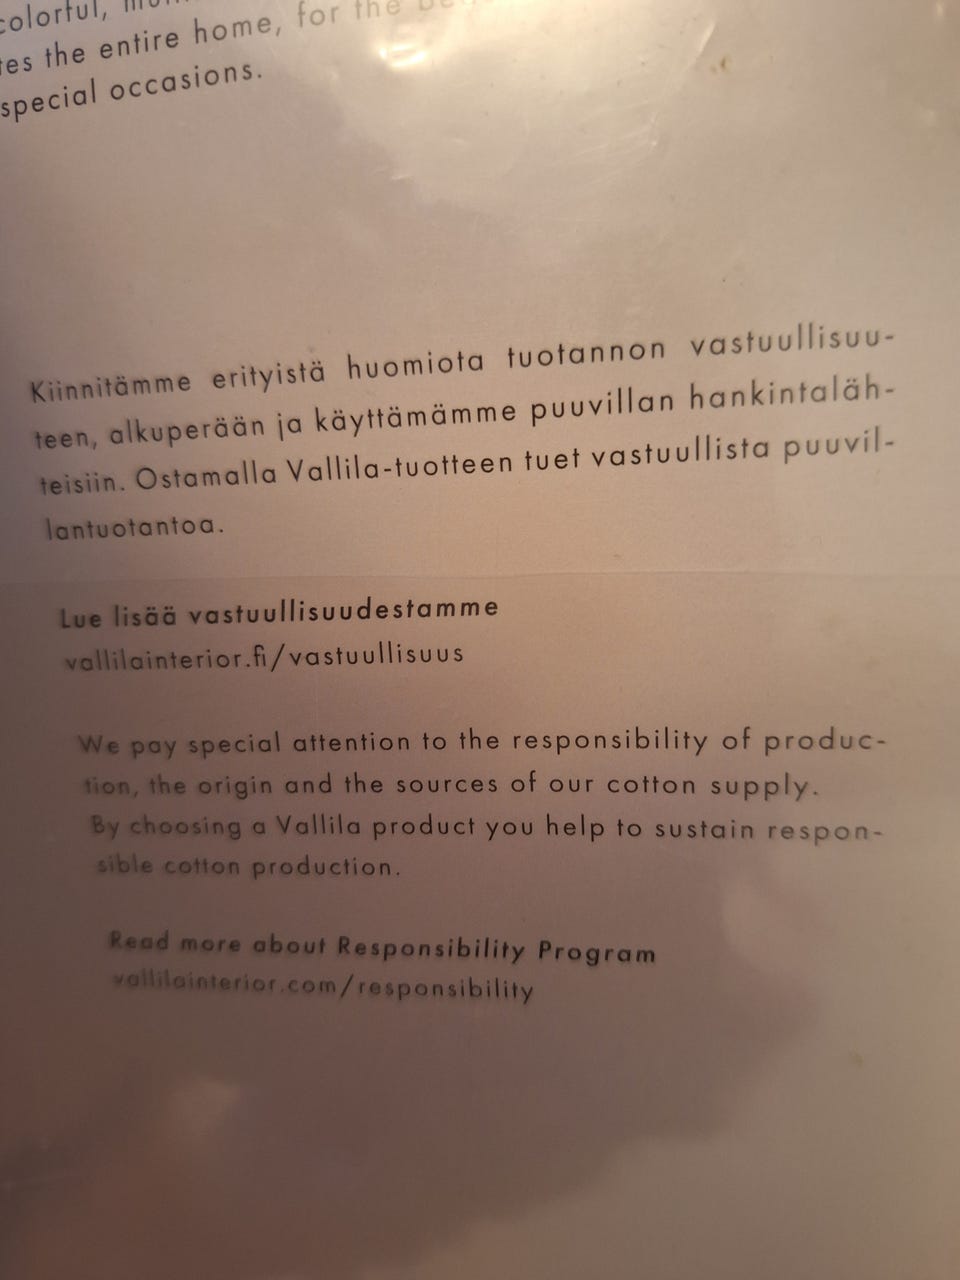 colorful,
the entire home, for the
special occasions.
Kiinnitämme erityistä huomiota tuotannon vastuullisuu-
teen, alkuperään ja käyttämämme puuvillan hankintaläh-
teisiin. Ostamalla Vallila-tuotteen tuet vastuullista puuvil-
lantuotantoa.
Lue lisää vastuullisuudestamme
vallilainterior.fi/vastuullisuus
We pay special attention to the responsibility of produc-
tion, the origin and the sources of our cotton supply.
By choosing a Vallila product you help to sustain respon-
sible cotton production.
Read more about Responsibility Program
vallilainterior.com/responsibility